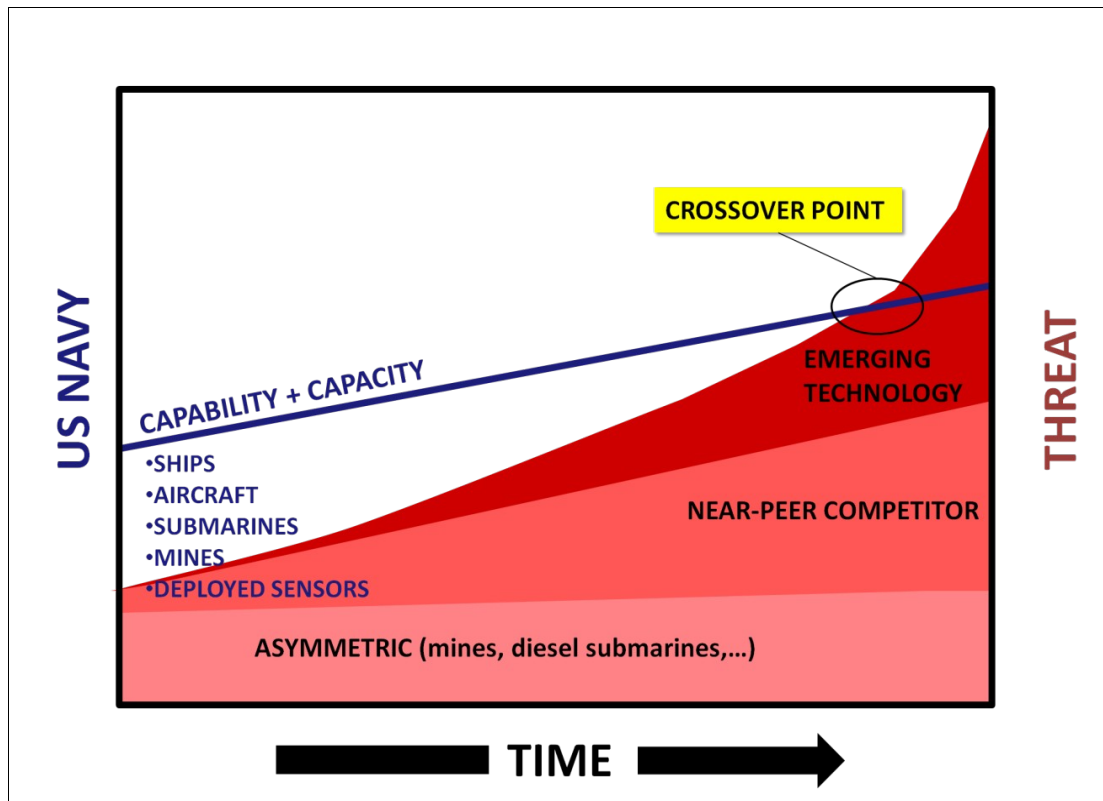 CROSSOVER POINT
US NAVY
THREAT
CAPABILITY + CAPACITY
•SHIPS
•AIRCRAFT
•SUBMARINES
•MINES
•DEPLOYED SENSORS
EMERGING
TECHNOLOGY
NEAR-PEER COMPETITOR
ASYMMETRIC (mines, diesel submarines,…)
TIME